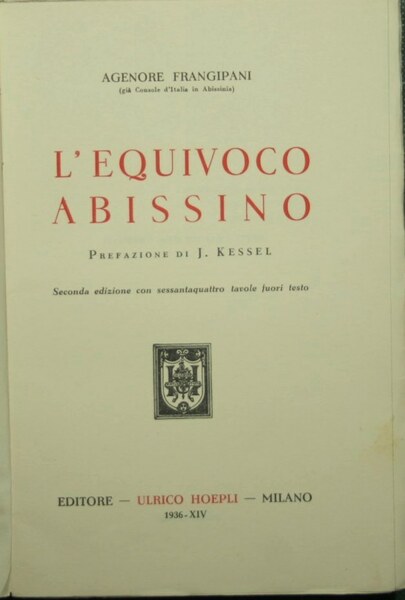 AGENORE FRANGIPANI
(già Console d'Italia in Abissinia)
L'EQUIVOCO
ABISSINO
PREFAZIONE DI J. KESSEL
Seconda edizione con sessantaquattro tavole fuori testo
EDITORE — ULRICO HOEPLI — MILANO
1936-XIV